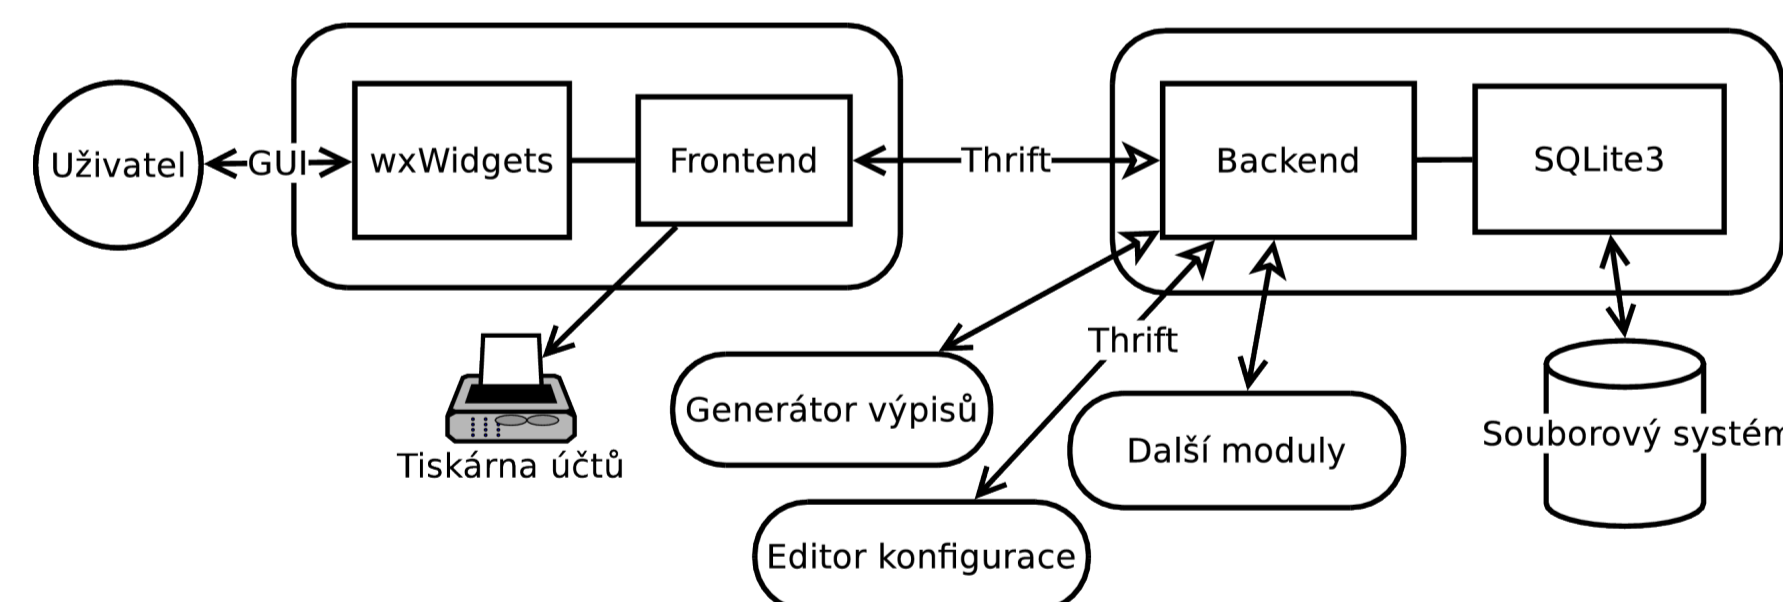 Uživatel
GUI
wxWidgets
Frontend
Thrift
Backend
SQLite3
Thrift
Generátor výpisů
Další moduly
Souborový systém
Tiskárna účtů
Editor konfigurace